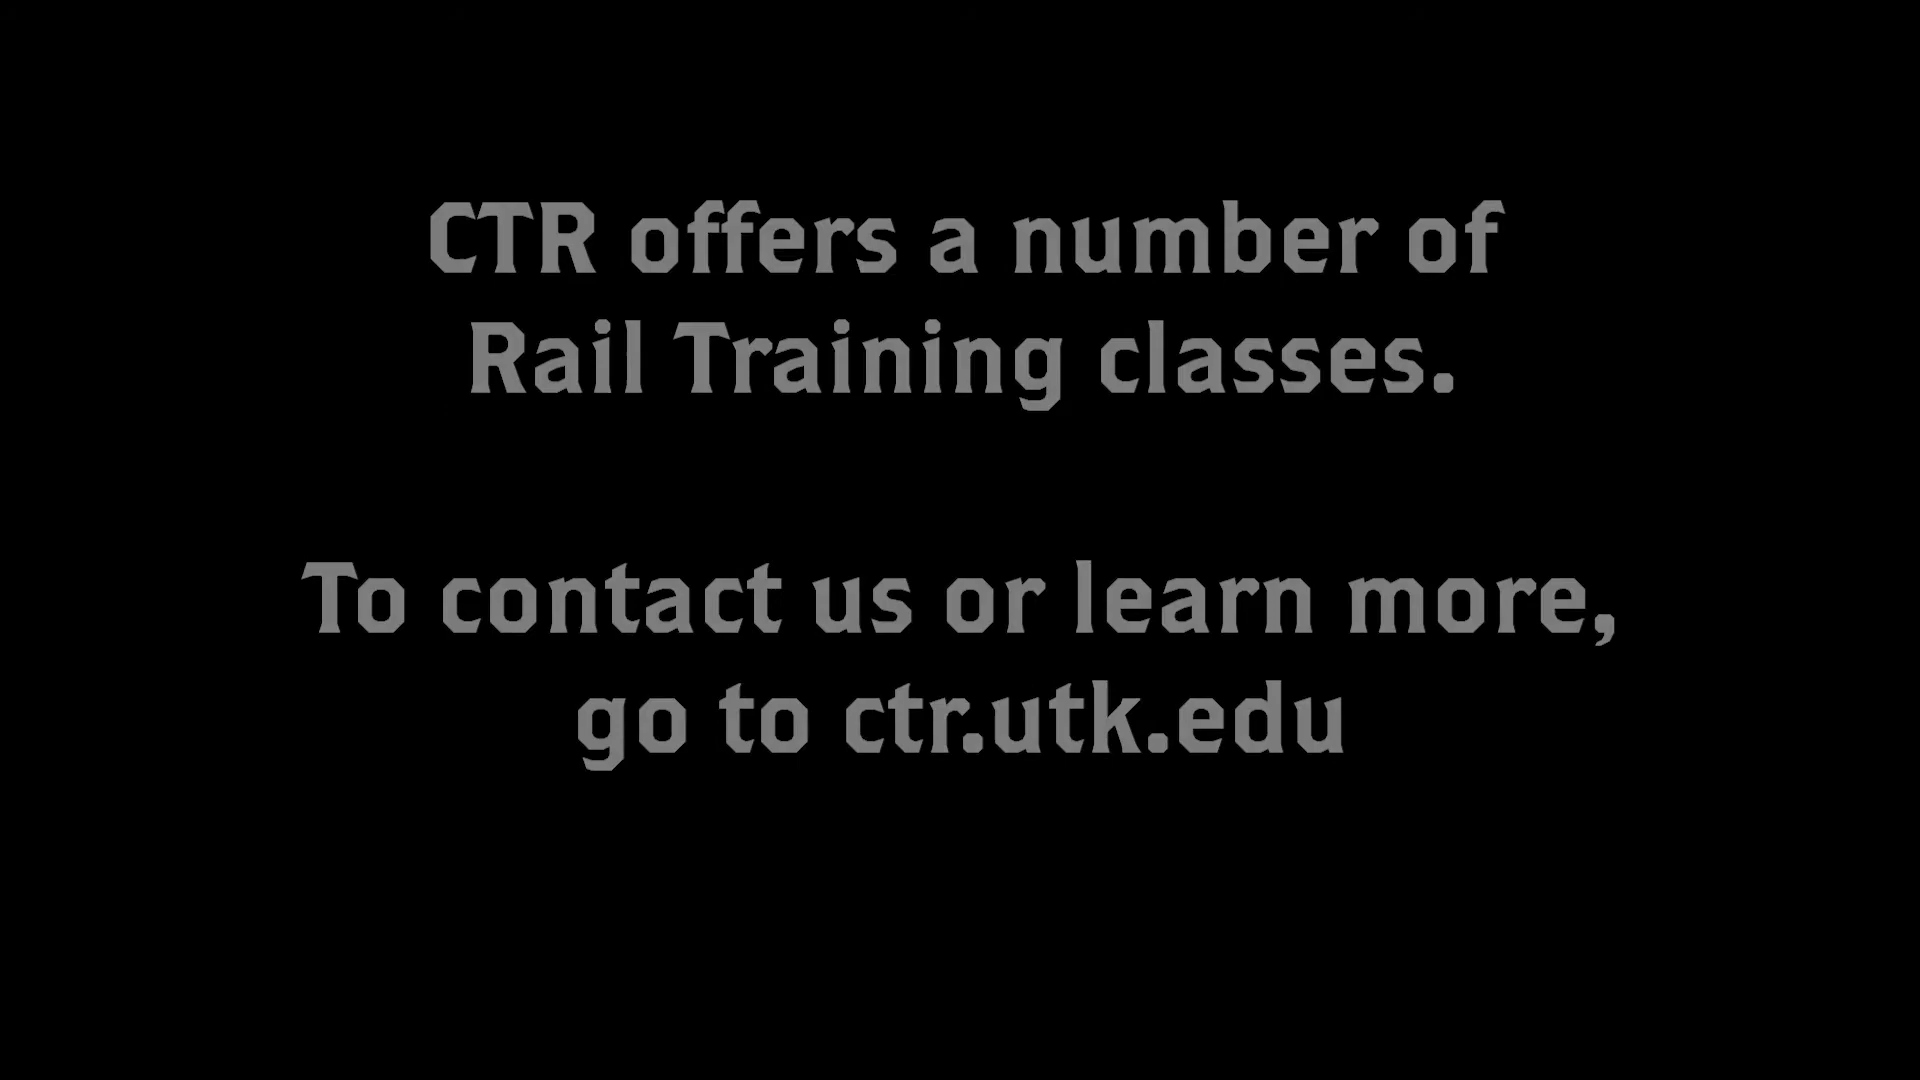 CTR offers a number of
Rail Training classes.
To contact us or learn more,
go to ctr.utk.edu